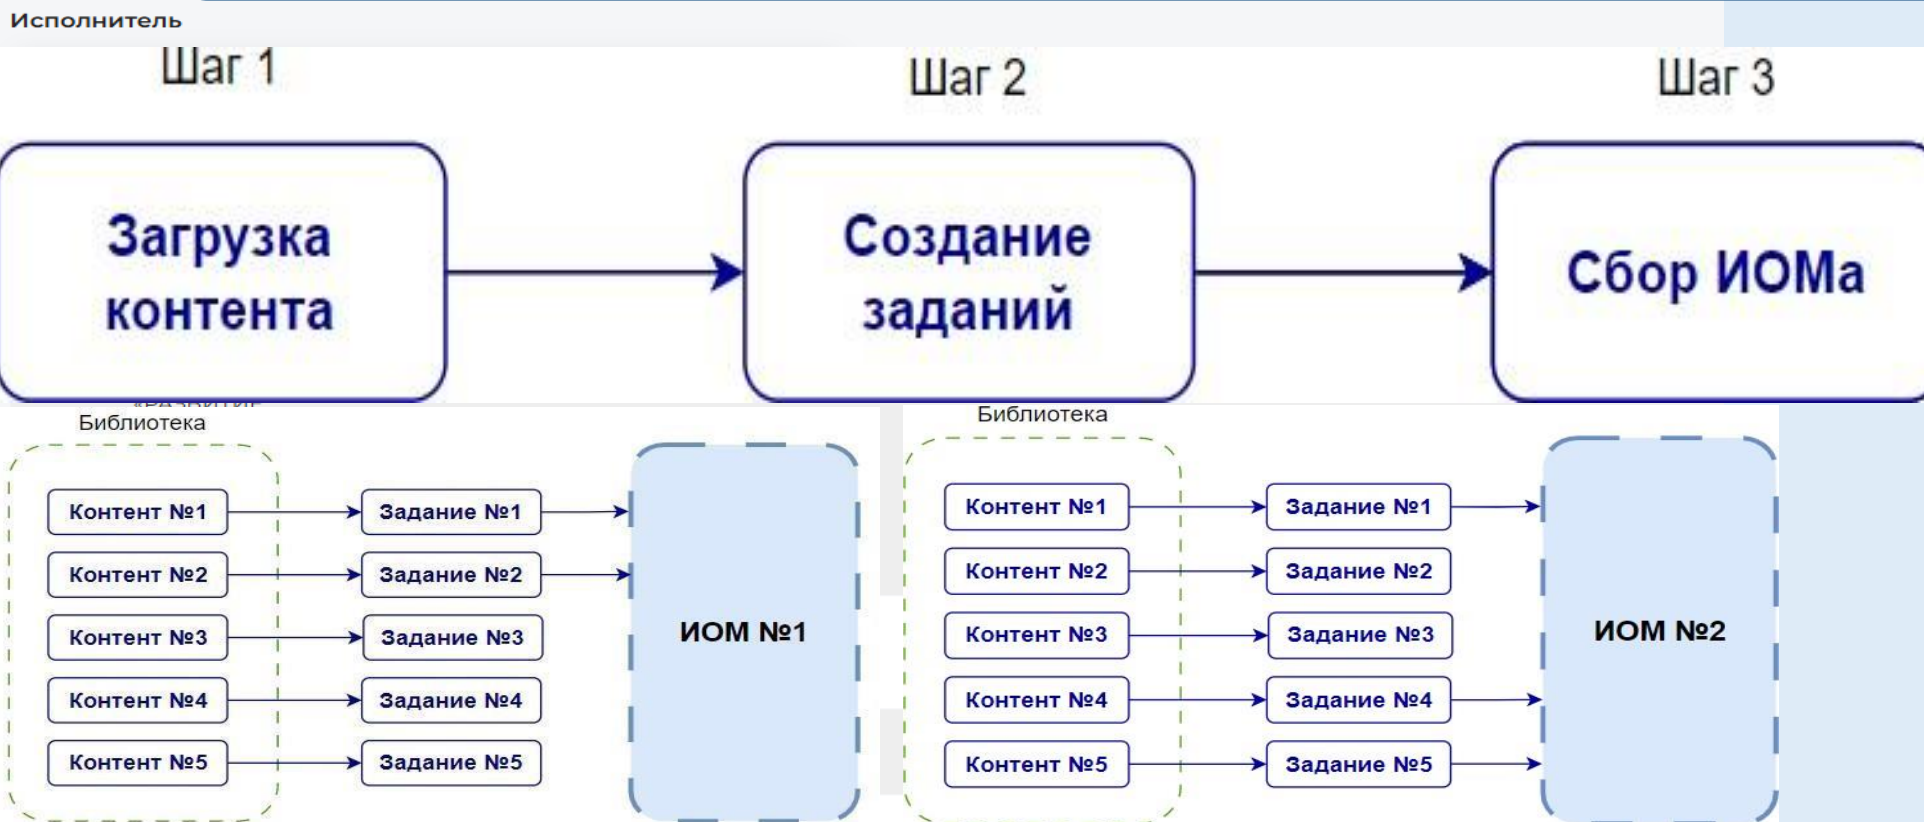 Исполнитель
Шаг 1
Шаг 2
Шаг 3
Загрузка
контента
Создание
заданий
Сбор ИОМа
Библиотека
Контент №1
Задание №1
Контент №2
Задание №2
Контент №3
Задание №3
Контент №4
Задание №4
Контент №5
Задание №5
ИОМ №1
Библиотека
Контент №1
Задание №1
Контент №2
Задание №2
Контент №3
Задание №3
Контент №4
Задание №4
Контент №5
Задание №5
ИОМ №2